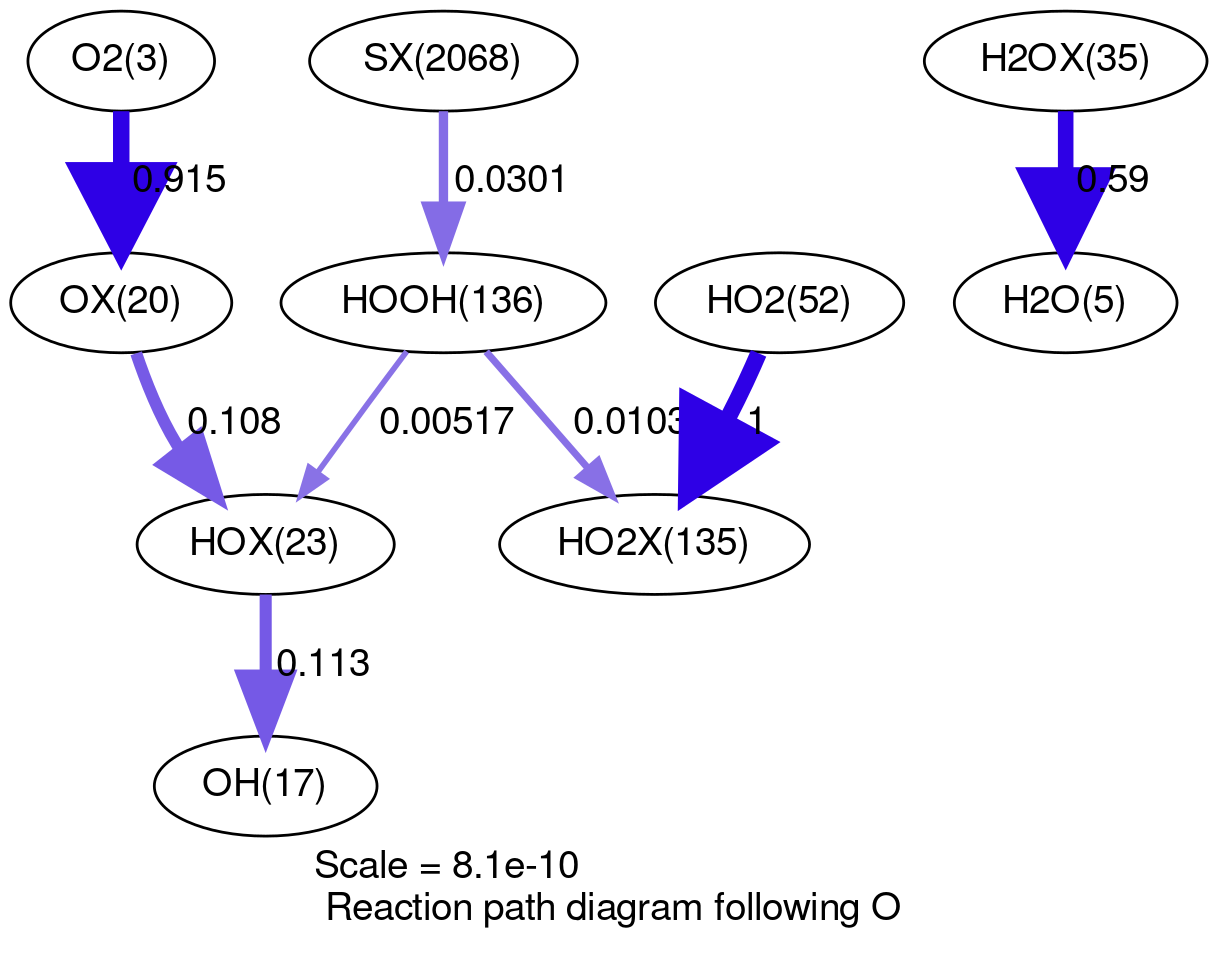 O2(3)
SX(2068)
H2OX(35)
0.915
0.0301
0.59
OX(20)
HOOH(136)
HO2(52)
H2O(5)
0.108
0.00517
0.0103
1
HOX(23)
HO2X(135)
0.113
OH(17)
Scale = 8.1e-10
Reaction path diagram following O